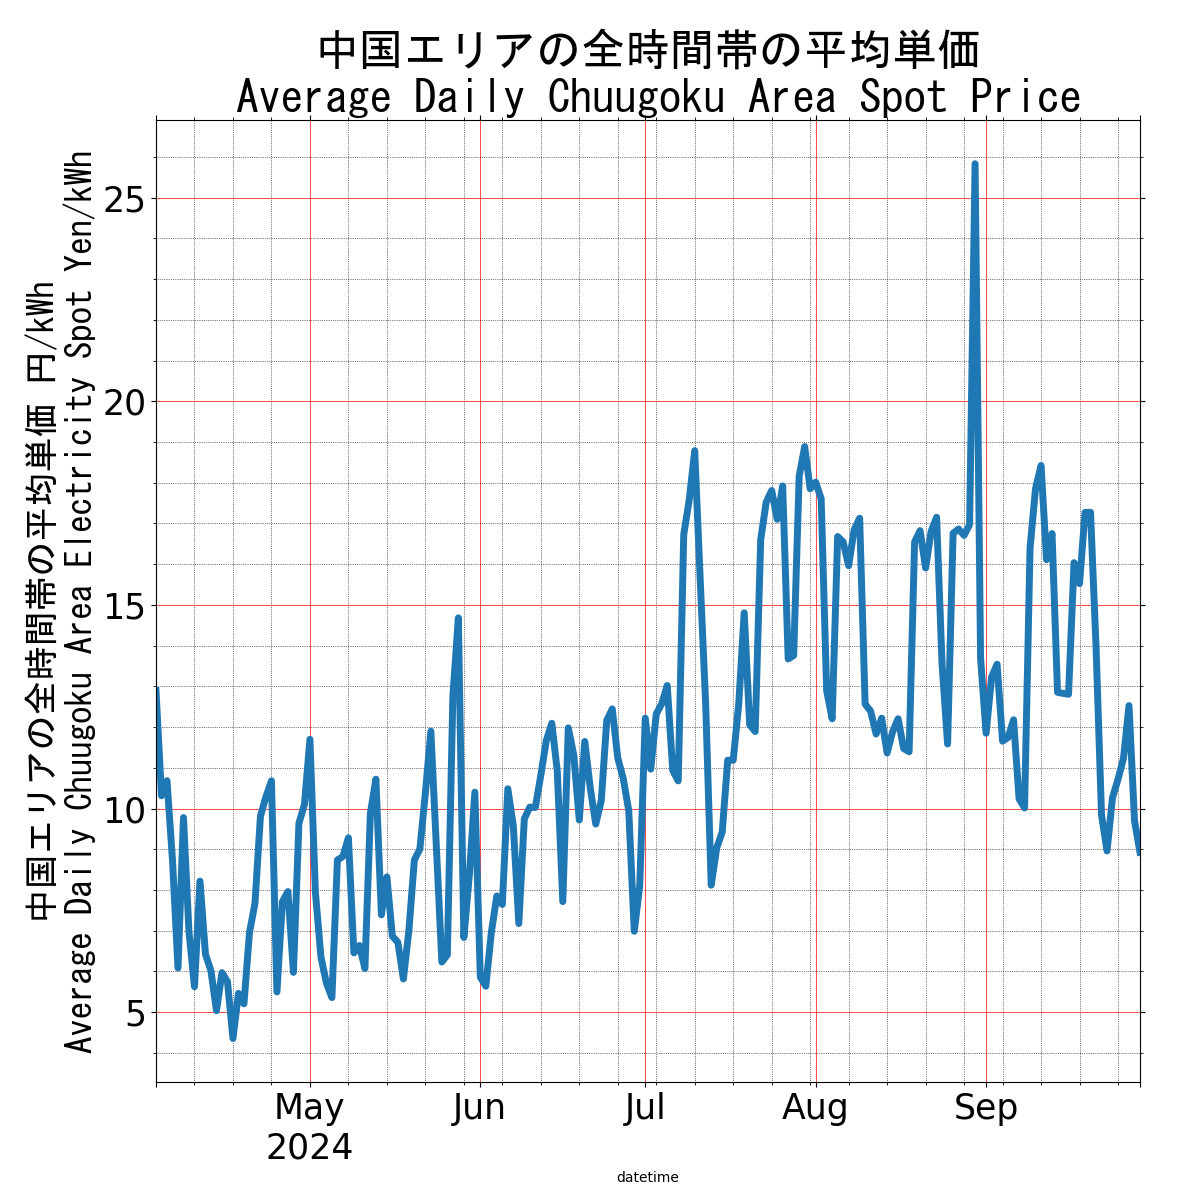 中国エリアの全時間帯の平均単価
Average Daily Chuugoku Area Spot Price
中国エリアの全時間帯の平均単価 円/kWh
Average Daily Chuugoku Area Electricity Spot Yen/kWh
25
20
15
10
5
May
2024
Jun
Jul
Aug
Sep
datetime